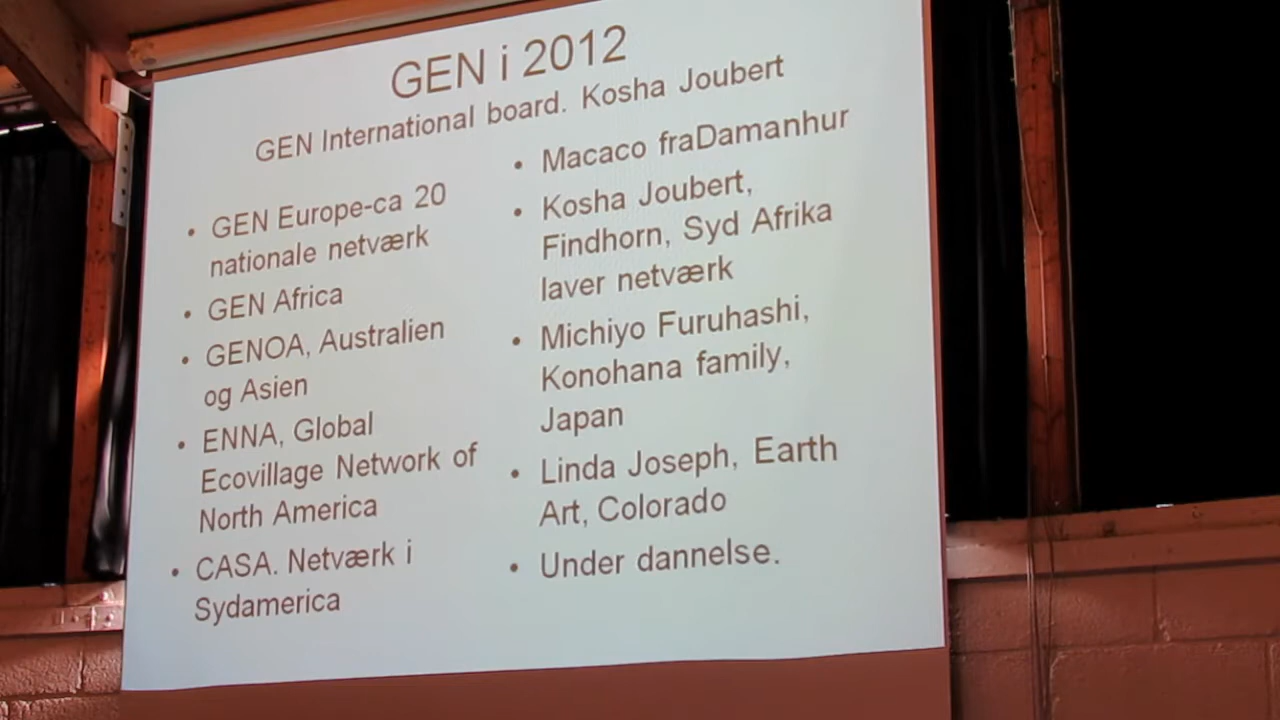 GEN i 2012
GEN International board. Kosha Joubert
• GEN Europe-ca 20
nationale netværk
• GEN Africa
• GENOA, Australien
og Asien
• ENNA, Global
Ecovillage Network of
North America
• CASA. Netværk i
Sydamerica
• Macaco fraDamanhur
• Kosha Joubert,
Findhorn, Syd Afrika
laver netværk
• Michiyo Furuhashi,
Konohana family,
Japan
• Linda Joseph, Earth
Art, Colorado
• Under dannelse.